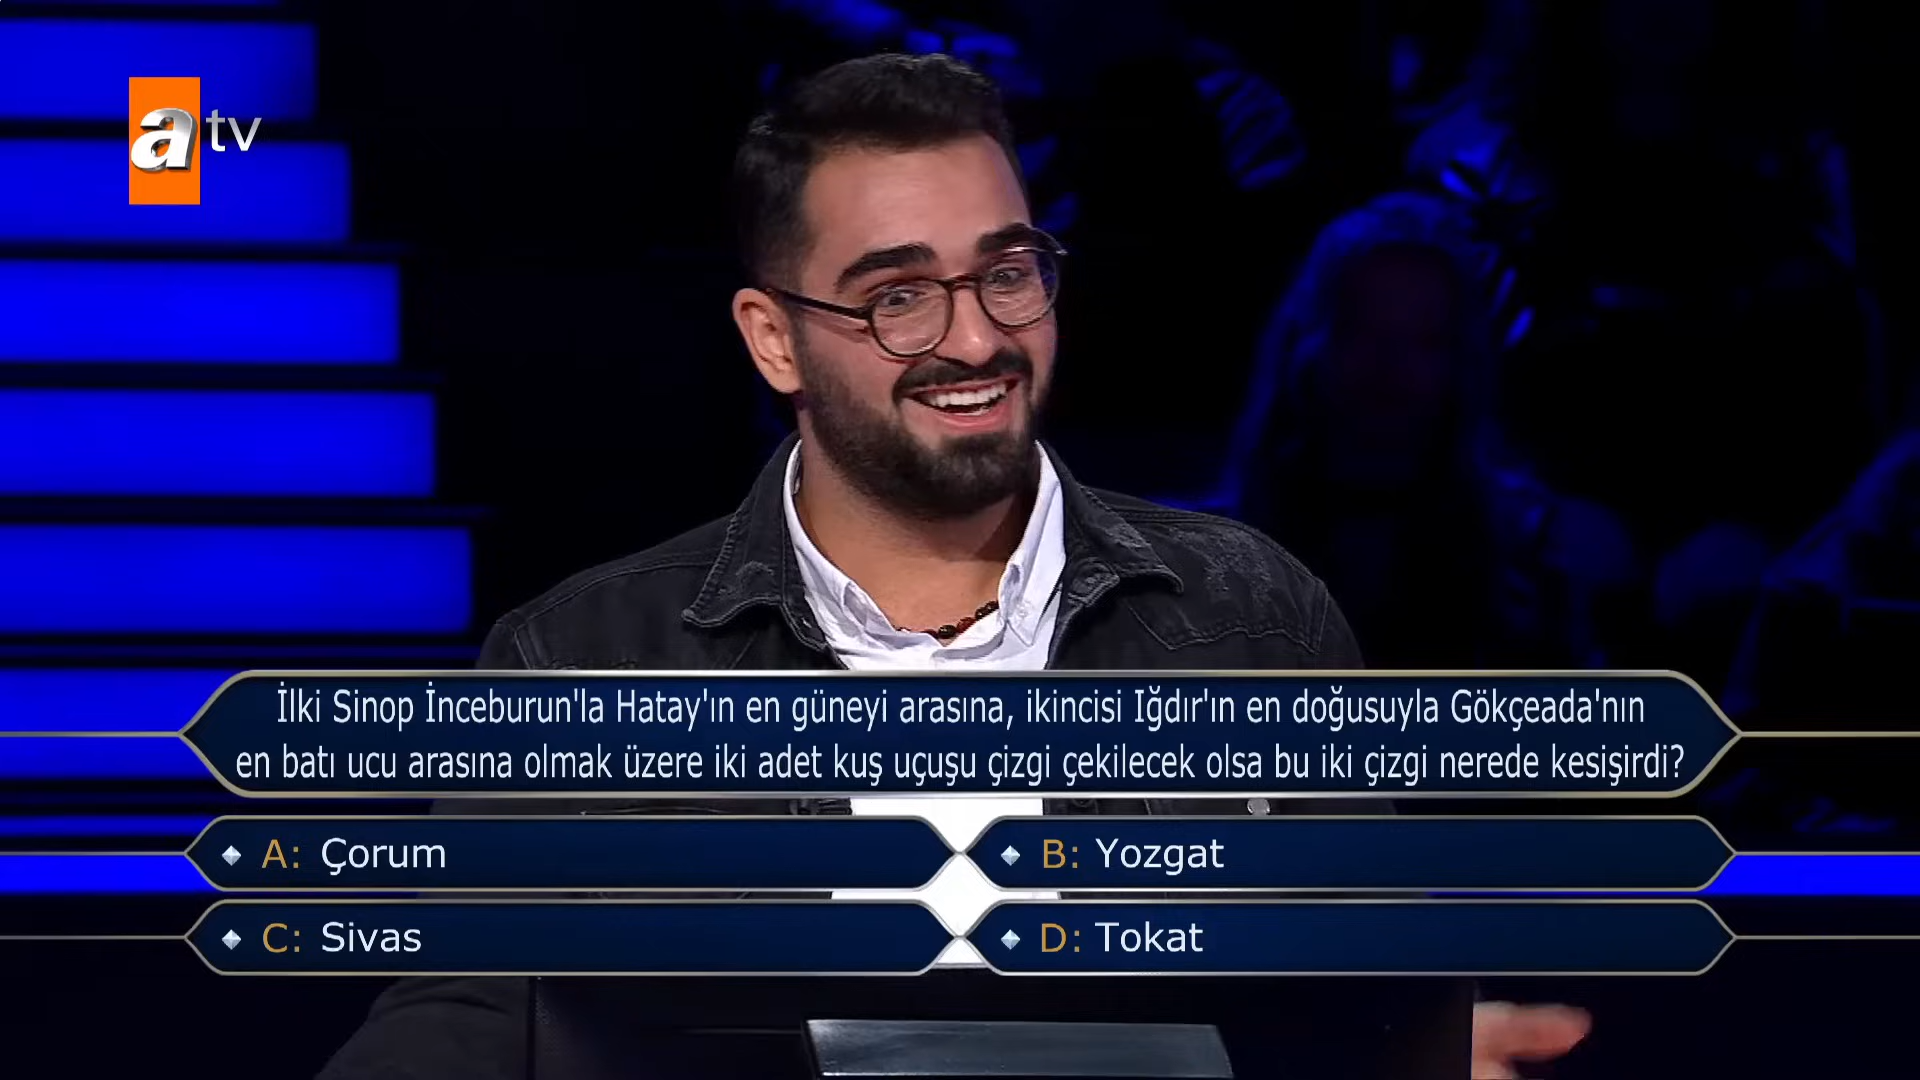 atv
İlki Sinop İnceburun'la Hatay'ın en güneyi arasına, ikincisi Iğdır'ın en doğusuyla Gökçeada'nın
en batı ucu arasına olmak üzere iki adet kuş uçuşu çizgi çekilecek olsa bu iki çizgi nerede kesişirdi?
A: Çorum
B: Yozgat
C: Sivas
D: Tokat